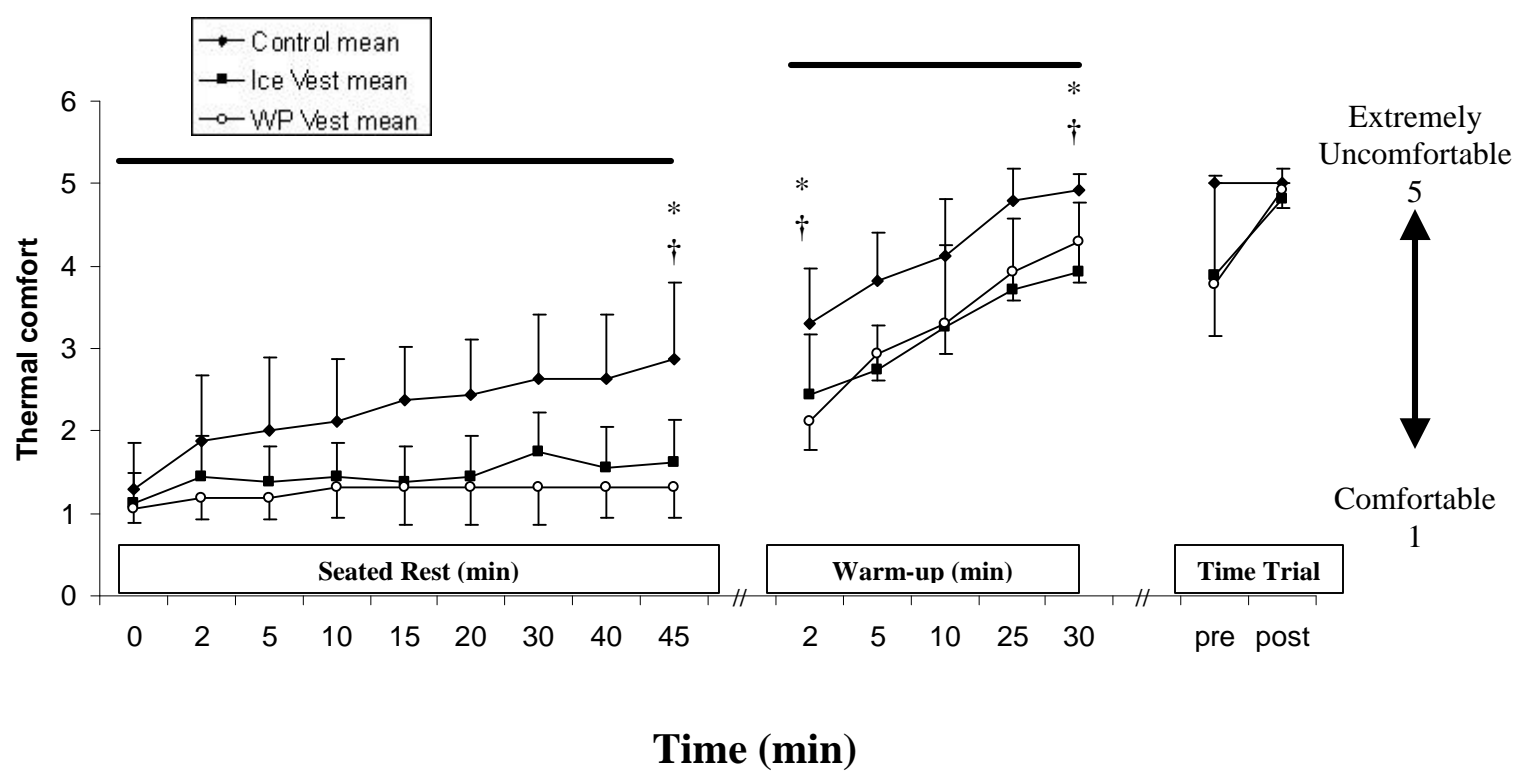 Control mean
Ice Vest mean
WP Vest mean
6
5
4
3
2
1
0
Thermal comfort
*
†
*
†
*
†
Extremely
Uncomfortable
5
Comfortable
1
Seated Rest (min)
Warm-up (min)
Time Trial
0 2 5 10 15 20 30 40 45 // 2 5 10 25 30 // pre post
Time (min)